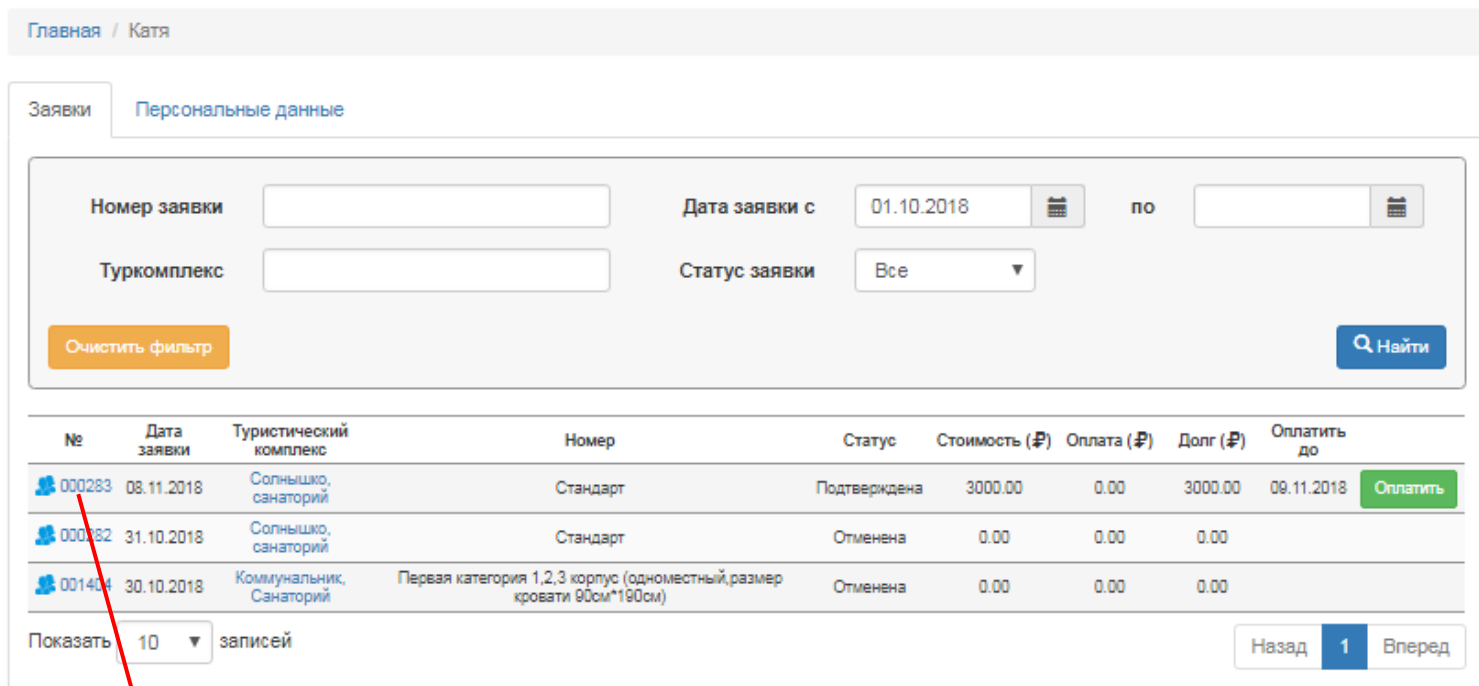 Главная / Катя
Заявки Персональные данные
Номер заявки Дата заявки с 01.10.2018 по
Туркомплекс Статус заявки Все
Очистить фильтр Найти
№ Дата заявки Туристический комплекс Номер Статус Стоимость (₽) Оплата (₽) Долг (₽) Оплатить до
000283 08.11.2018 Солнышко, санаторий Стандарт Подтверждена 3000.00 0.00 3000.00 09.11.2018 Оплатить
000282 31.10.2018 Солнышко, санаторий Стандарт Отменена 0.00 0.00 0.00
001404 30.10.2018 Коммунальник, Санаторий Первая категория 1,2,3 корпус (одноместный,размер кровати 90см*190см) Отменена 0.00 0.00 0.00
Показать 10 записей Назад 1 Вперед